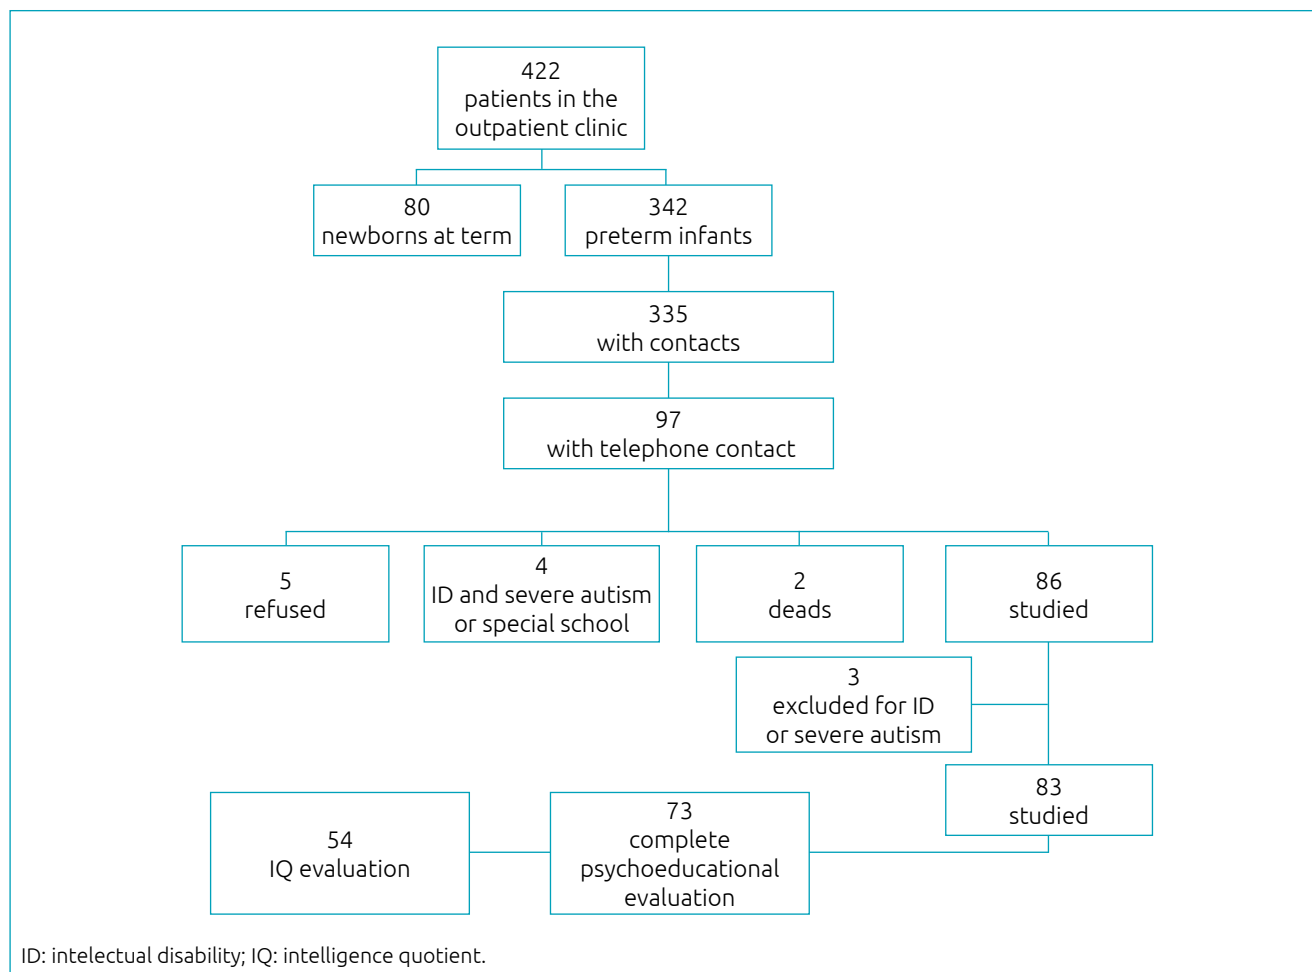 422
patients in the
outpatient clinic
80
newborns at term
342
preterm infants
335
with contacts
97
with telephone contact
5
refused
4
ID and severe autism
or special school
2
deads
86
studied
3
excluded for ID
or severe autism
83
studied
73
complete
psychoeducational
evaluation
54
IQ evaluation
ID: intelectual disability; IQ: intelligence quotient.